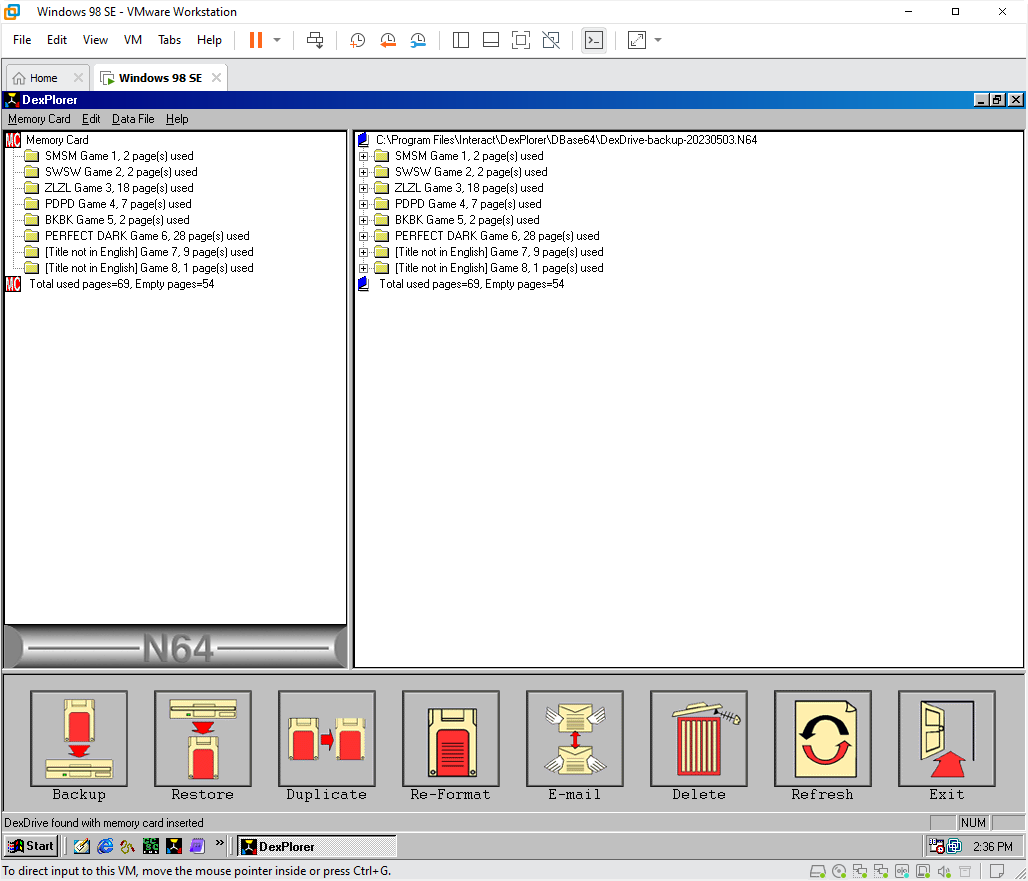 Windows 98 SE - VMware Workstation
File Edit View VM Tabs Help
Home Windows 98 SE
DexPlorer
Memory Card Edit Data File Help
Memory Card
SMSM Game 1, 2 page(s) used
SWSW Game 2, 2 page(s) used
ZLZL Game 3, 18 page(s) used
PDPD Game 4, 7 page(s) used
BKBK Game 5, 2 page(s) used
PERFECT DARK Game 6, 28 page(s) used
[Title not in English] Game 7, 9 page(s) used
[Title not in English] Game 8, 1 page(s) used
Total used pages=69, Empty pages=54
N64
C:\Program Files\Interact\DexPlorer\DBase64\DexDrive-backup-20230503.N64
SMSM Game 1, 2 page(s) used
SWSW Game 2, 2 page(s) used
ZLZL Game 3, 18 page(s) used
PDPD Game 4, 7 page(s) used
BKBK Game 5, 2 page(s) used
PERFECT DARK Game 6, 28 page(s) used
[Title not in English] Game 7, 9 page(s) used
[Title not in English] Game 8, 1 page(s) used
Total used pages=69, Empty pages=54
Backup Restore Duplicate Re-Format E-mail Delete Refresh Exit
DexDrive found with memory card inserted NUM
Start » DexPlorer 2:36 PM
To direct input to this VM, move the mouse pointer inside or press Ctrl+G.